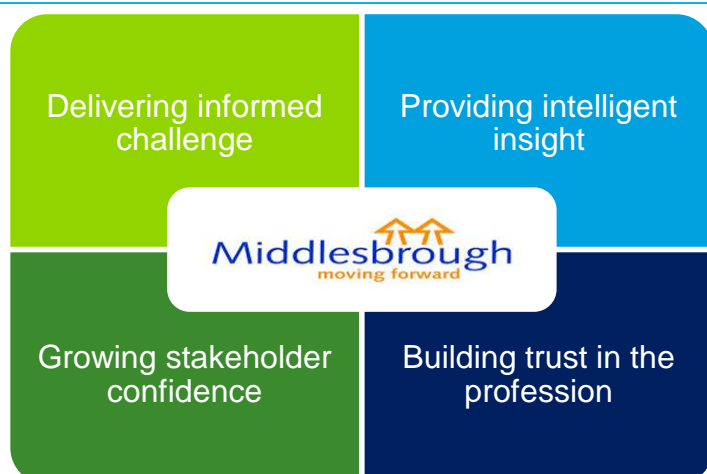 Delivering informed
challenge
Providing intelligent
insight
Middlesbrough
moving forward
Growing stakeholder
confidence
Building trust in the
profession